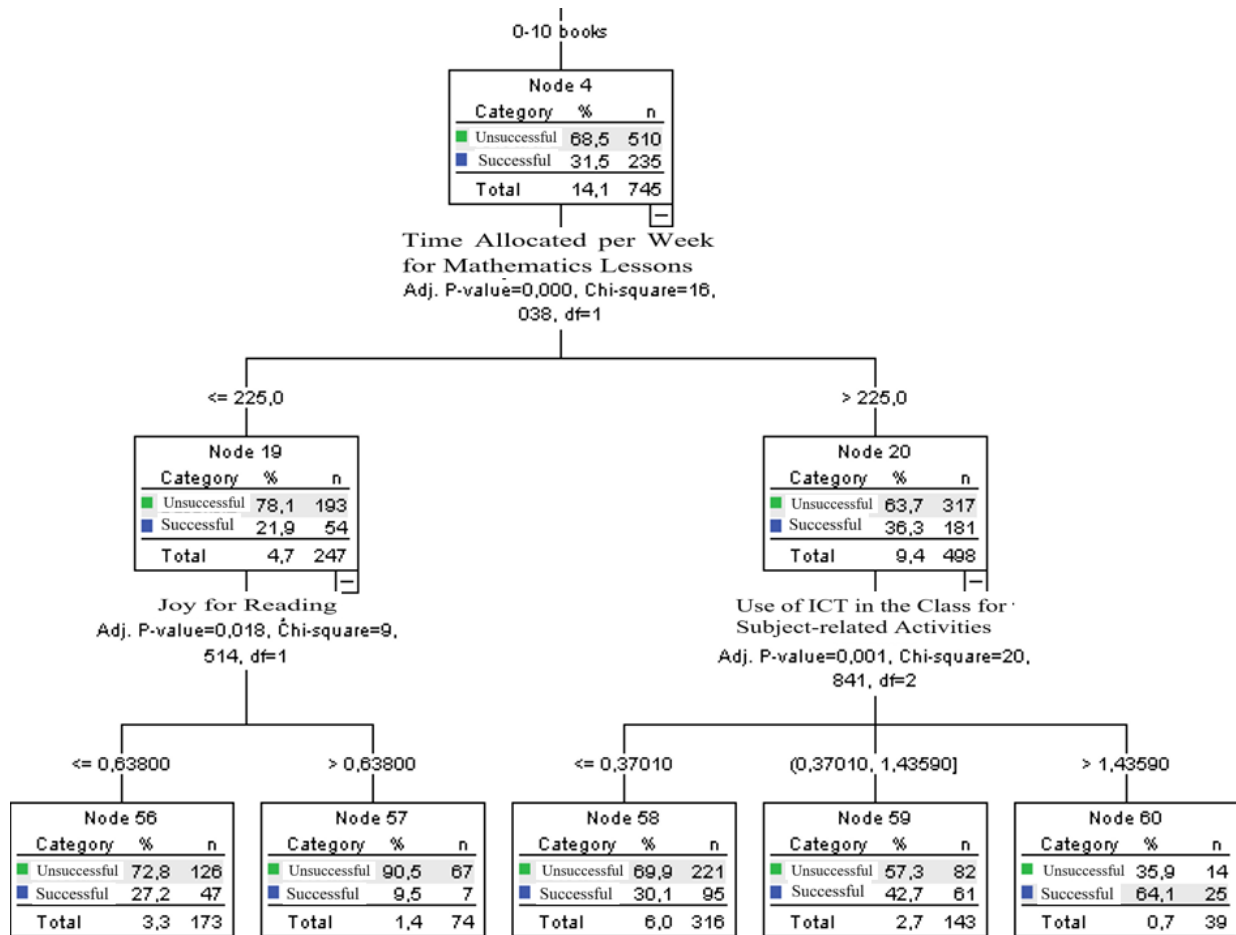 0-10 books
Node 4
Category % n
Unsuccessful 68,5 510
Successful 31,5 235
Total 14,1 745
Time Allocated per Week
for Mathematics Lessons
Adj. P-value=0,000, Chi-square=16,
038, df=1
<= 225,0
> 225,0
Node 19
Category % n
Unsuccessful 78,1 193
Successful 21,9 54
Total 4,7 247
Joy for Reading
Adj. P-value=0,018, Chi-square=9,
514, df=1
Node 20
Category % n
Unsuccessful 63,7 317
Successful 36,3 181
Total 9,4 498
Use of ICT in the Class for
Subject-related Activities
Adj. P-value=0,001, Chi-square=20,
841, df=2
<= 0,63800
> 0,63800
<= 0,37010
(0,37010, 1,43590]
> 1,43590
Node 56
Category % n
Unsuccessful 72,8 126
Successful 27,2 47
Total 3,3 173
Node 57
Category % n
Unsuccessful 90,5 67
Successful 9,5 7
Total 1,4 74
Node 58
Category % n
Unsuccessful 69,9 221
Successful 30,1 95
Total 6,0 316
Node 59
Category % n
Unsuccessful 57,3 82
Successful 42,7 61
Total 2,7 143
Node 60
Category % n
Unsuccessful 35,9 14
Successful 64,1 25
Total 0,7 39